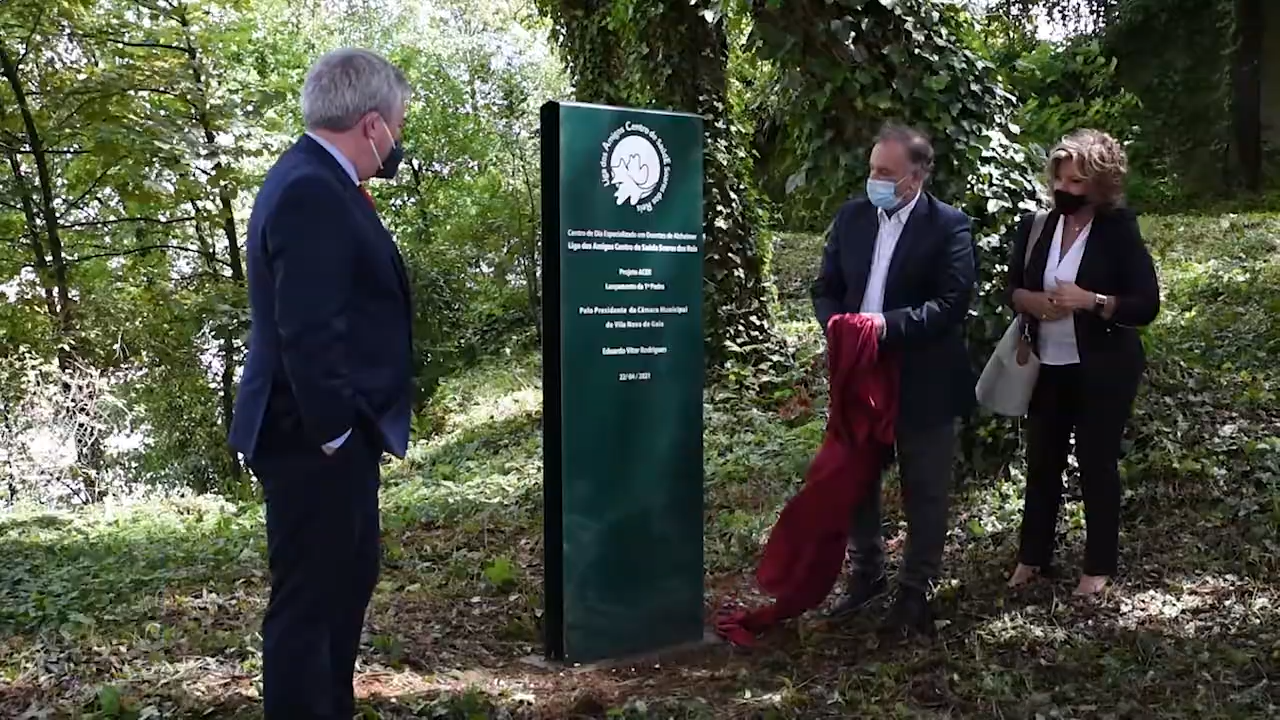 Liga dos Amigos Centro de Saúde Soares dos Reis
Centro de Dia Especializado em Doentes de Alzheimer
Liga dos Amigos Centro de Saúde Soares dos Reis
Projeto ACER
Lançamento da 1ª Pedra
Pelo Presidente da Câmara Municipal
de Vila Nova de Gaia
Eduardo Vítor Rodrigues
22/04/2021